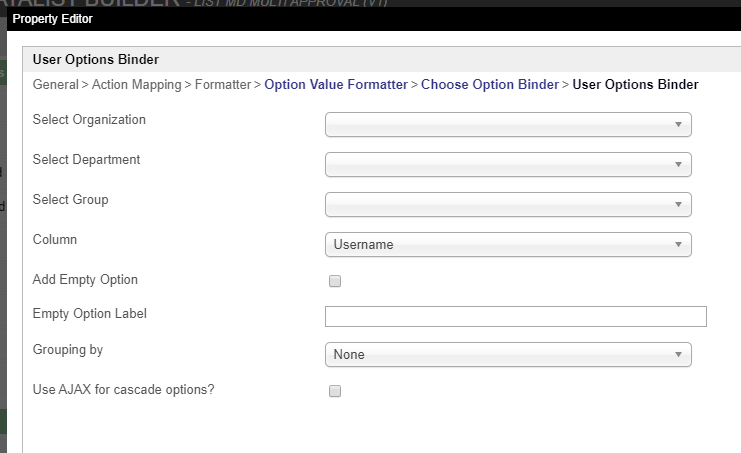 DATALIST BUILDER - LIST MD MULTI APPROVAL (V1)
Property Editor
User Options Binder
General > Action Mapping > Formatter > Option Value Formatter > Choose Option Binder > User Options Binder
Select Organization
Select Department
Select Group
Column Username
Add Empty Option
Empty Option Label
Grouping by None
Use AJAX for cascade options?